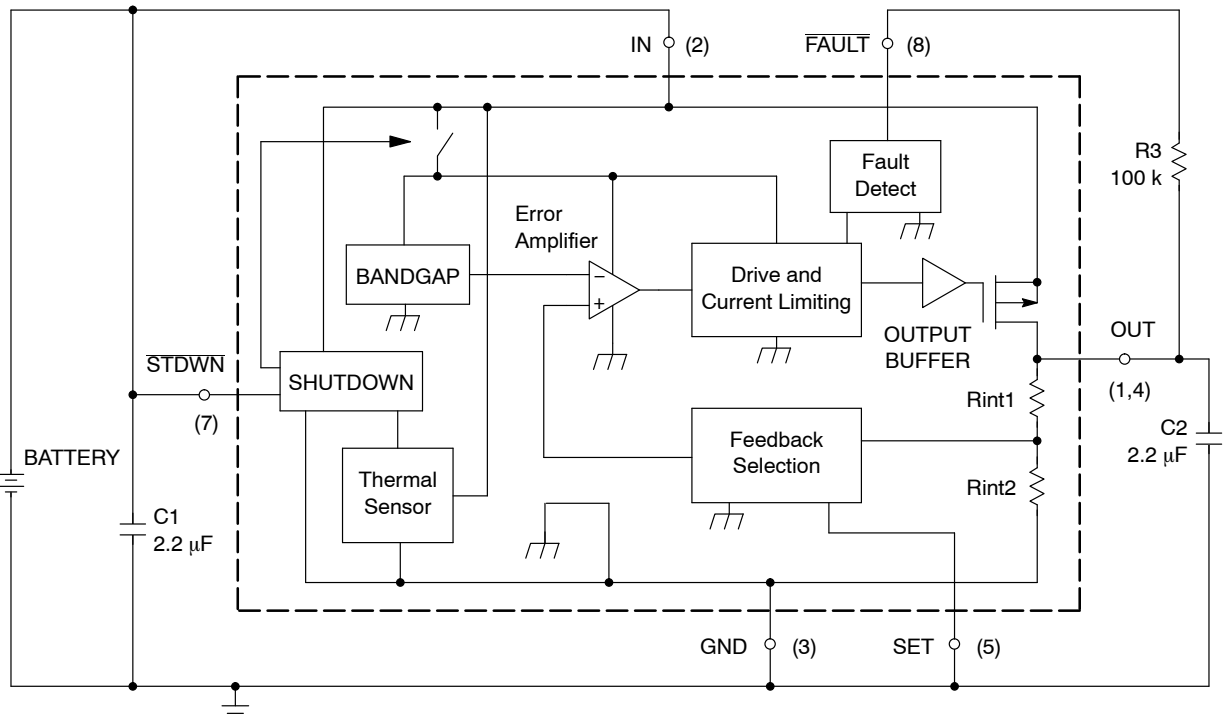 IN (2)
FAULT (8)
Fault
Detect
R3
100 k
Error
Amplifier
BANDGAP
−
+
Drive and
Current Limiting
OUTPUT
BUFFER
OUT
(1,4)
STDWN
(7)
SHUTDOWN
Rint1
C2
2.2 μF
Feedback
Selection
BATTERY
Thermal
Sensor
Rint2
C1
2.2 μF
GND (3)
SET (5)